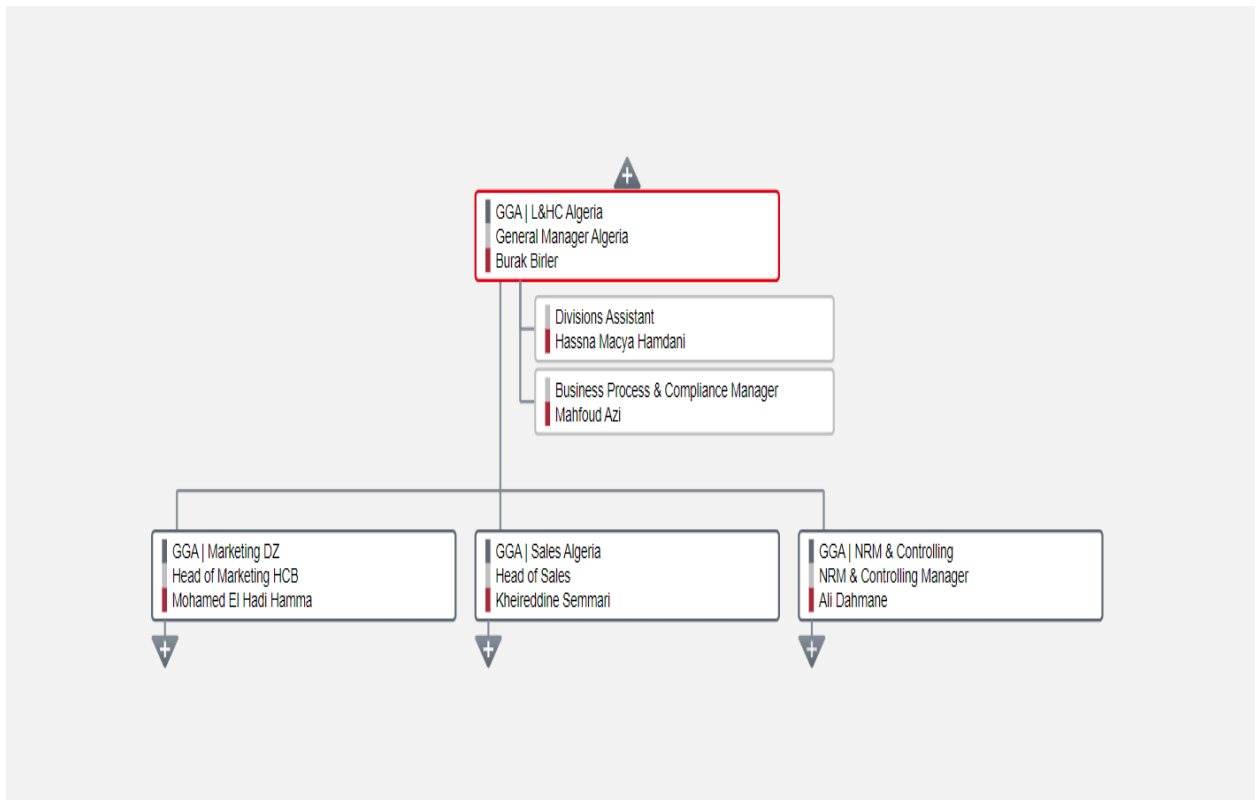 GGA | L&HC Algeria
General Manager Algeria
Burak Birler
Divisions Assistant
Hassna Macya Hamdani
Business Process & Compliance Manager
Mahfoud Azi
GGA | Marketing DZ
Head of Marketing HCB
Mohamed El Hadi Hamma
GGA | Sales Algeria
Head of Sales
Kheireddine Semmari
GGA | NRM & Controlling
NRM & Controlling Manager
Ali Dahmane